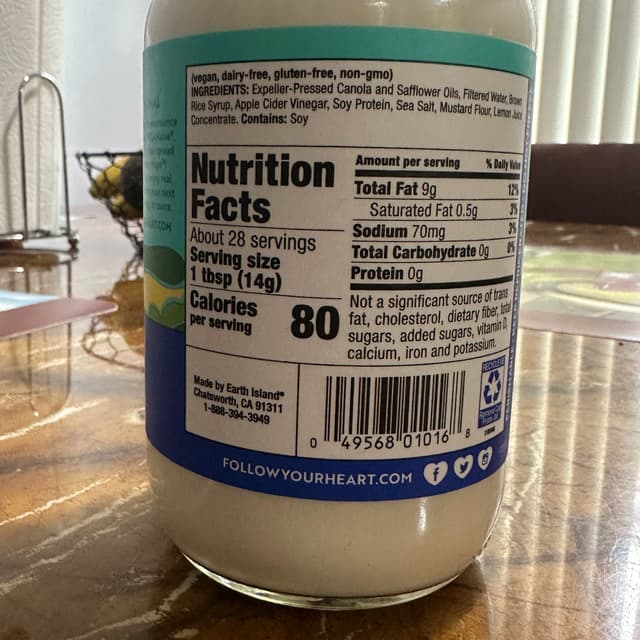 (vegan, dairy-free, gluten-free, non-gmo)
INGREDIENTS: Expeller-Pressed Canola and Safflower Oils, Filtered Water, Brown
Rice Syrup, Apple Cider Vinegar, Soy Protein, Sea Salt, Mustard Flour, Lemon Juice
Concentrate. Contains: Soy
Nutrition
Facts
About 28 servings
Serving size
1 tbsp (14g)
Calories
per serving
80
Amount per serving % Daily Value
Total Fat 9g 12%
Saturated Fat 0.5g 3%
Sodium 70mg 3%
Total Carbohydrate 0g 0%
Protein 0g
Not a significant source of trans
fat, cholesterol, dietary fiber, total
sugars, added sugars, vitamin D,
calcium, iron and potassium.
Made by Earth Island®
Chatsworth, CA 91311
1-888-394-3949
0 49568 01016 8
FOLLOWYOURHEART.COM